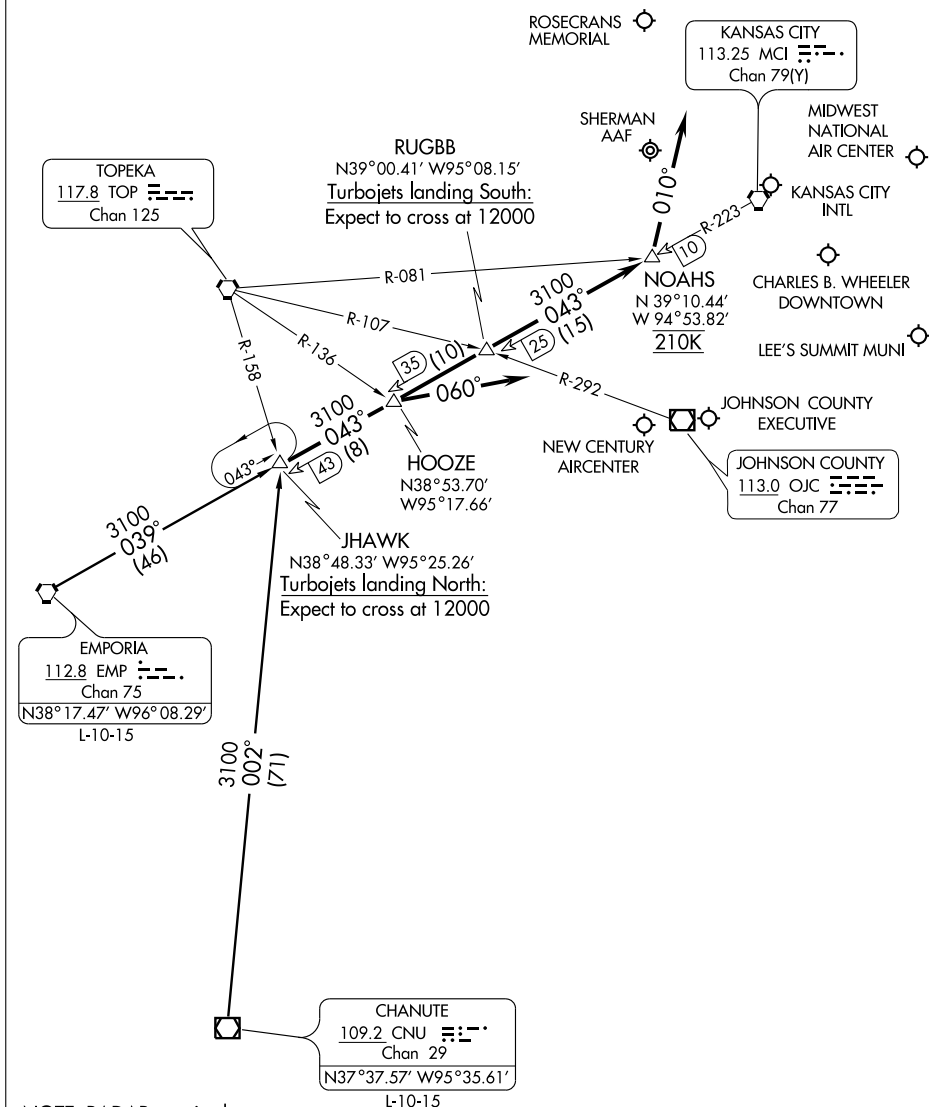 ROSECRANS
MEMORIAL
KANSAS CITY
113.25 MCI
Chan 79(Y)
SHERMAN
AAF
MIDWEST
NATIONAL
AIR CENTER
RUGBB
N39°00.41' W95°08.15'
Turbojets landing South:
Expect to cross at 12000
TOPEKA
117.8 TOP
Chan 125
010°
KANSAS CITY
INTL
R-223
10
R-081
NOAHS
N 39°10.44'
W 94°53.82'
210K
CHARLES B. WHEELER
DOWNTOWN
3100
043°
(15)
25
R-107
R-136
R-158
35
(10)
LEE'S SUMMIT MUNI
060°
R-292
3100
043°
(8)
43
043°
JOHNSON COUNTY
EXECUTIVE
NEW CENTURY
AIRCENTER
HOOZE
N38°53.70'
W95°17.66'
JOHNSON COUNTY
113.0 OJC
Chan 77
3100
039°
(46)
JHAWK
N38°48.33' W95°25.26'
Turbojets landing North:
Expect to cross at 12000
EMPORIA
112.8 EMP
Chan 75
N38°17.47' W96°08.29'
L-10-15
3100
002°
(71)
CHANUTE
109.2 CNU
Chan 29
N37°37.57' W95°35.61'
L-10-15